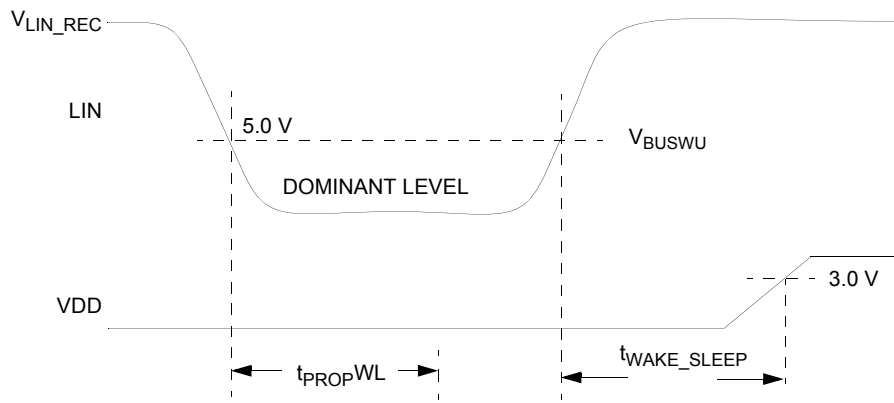 VLIN_REC
LIN
5.0 V
VBUSWU
DOMINANT LEVEL
3.0 V
VDD
tPROPWL
tWAKE_SLEEP